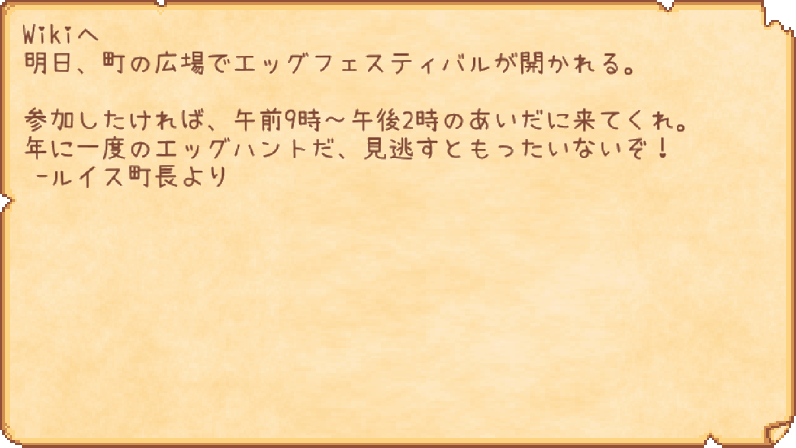 Wikiへ
明日、町の広場でエッグフェスティバルが開かれる。
参加したければ、午前9時～午後2時のあいだに来てくれ。
年に一度のエッグハントだ、見逃すともったいないぞ！
-ルイス町長より